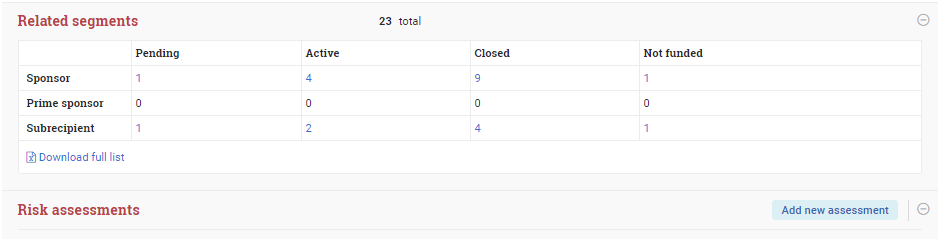 Related segments 23 total
Pending Active Closed Not funded
Sponsor 1 4 9 1
Prime sponsor 0 0 0 0
Subrecipient 1 2 4 1
Download full list
Risk assessments Add new assessment